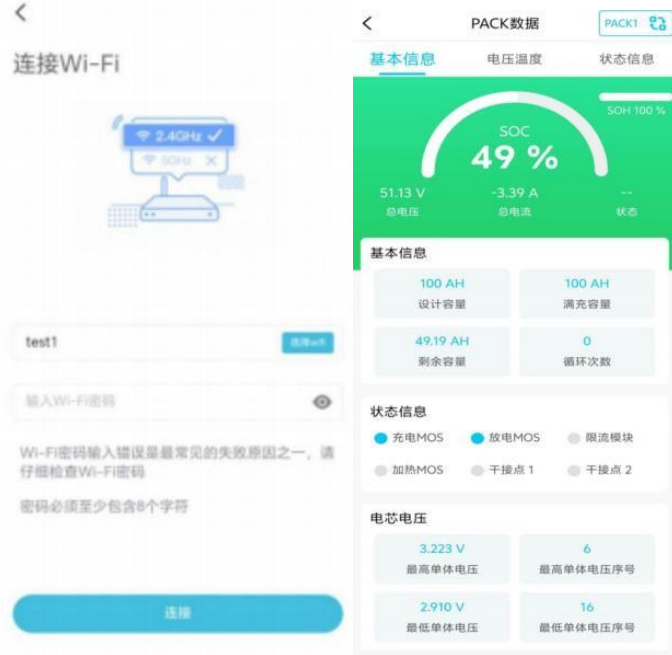 连接Wi-Fi
2.4GHz
5GHz
test1
选择wifi
输入Wi-Fi密码
Wi-Fi密码输入错误是最常见的失败原因之一，请
仔细检查Wi-Fi密码
密码必须至少包含8个字符
连接
PACK数据
PACK1
基本信息
电压温度
状态信息
SOH 100 %
SOC
49 %
51.13 V
-3.39 A
--
总电压
总电流
状态
基本信息
100 AH
100 AH
设计容量
满充容量
49.19 AH
0
剩余容量
循环次数
状态信息
充电MOS
放电MOS
限流模块
加热MOS
干接点 1
干接点 2
电芯电压
3.223 V
6
最高单体电压
最高单体电压序号
2.910 V
16
最低单体电压
最低单体电压序号